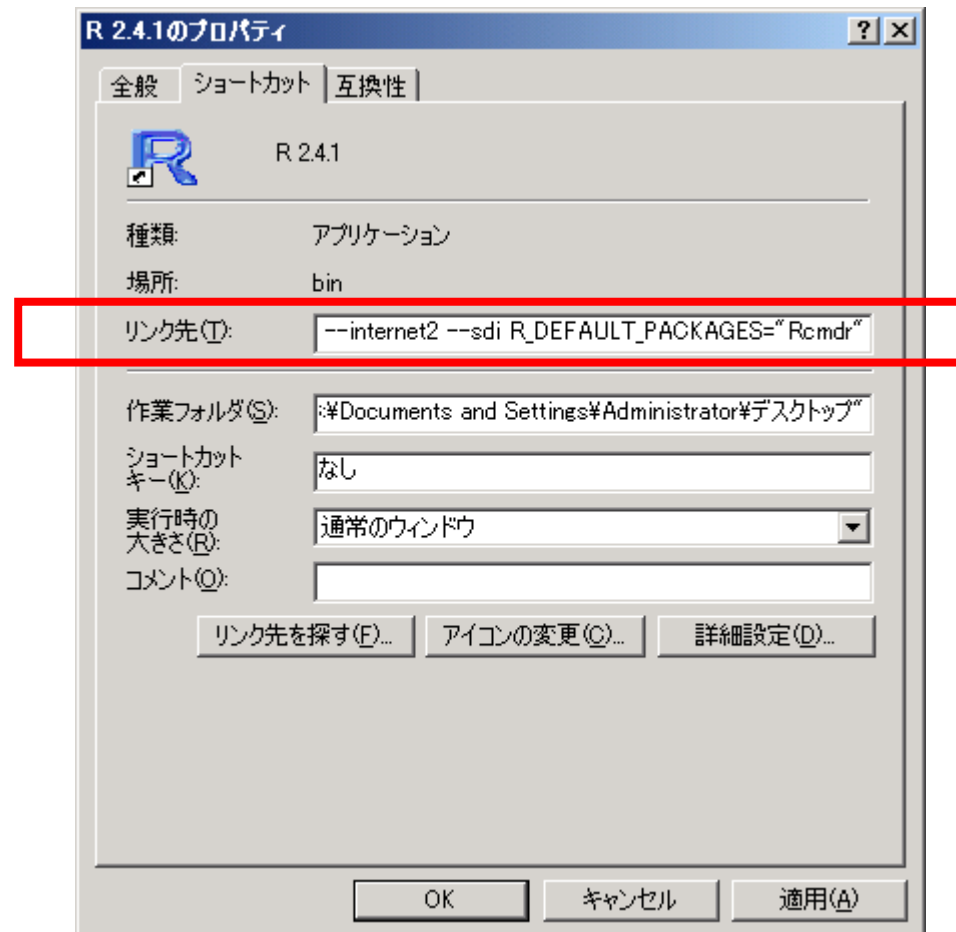 R 2.4.1のプロパティ
全般 ショートカット 互換性
R 2.4.1
種類: アプリケーション
場所: bin
リンク先(T): --internet2 --sdi R_DEFAULT_PACKAGES="Rcmdr"
作業フォルダ(S): :¥Documents and Settings¥Administrator¥デスクトップ"
ショートカット
キー(K): なし
実行時の
大きさ(R): 通常のウィンドウ
コメント(O):
リンク先を探す(F)... アイコンの変更(C)... 詳細設定(D)...
OK キャンセル 適用(A)